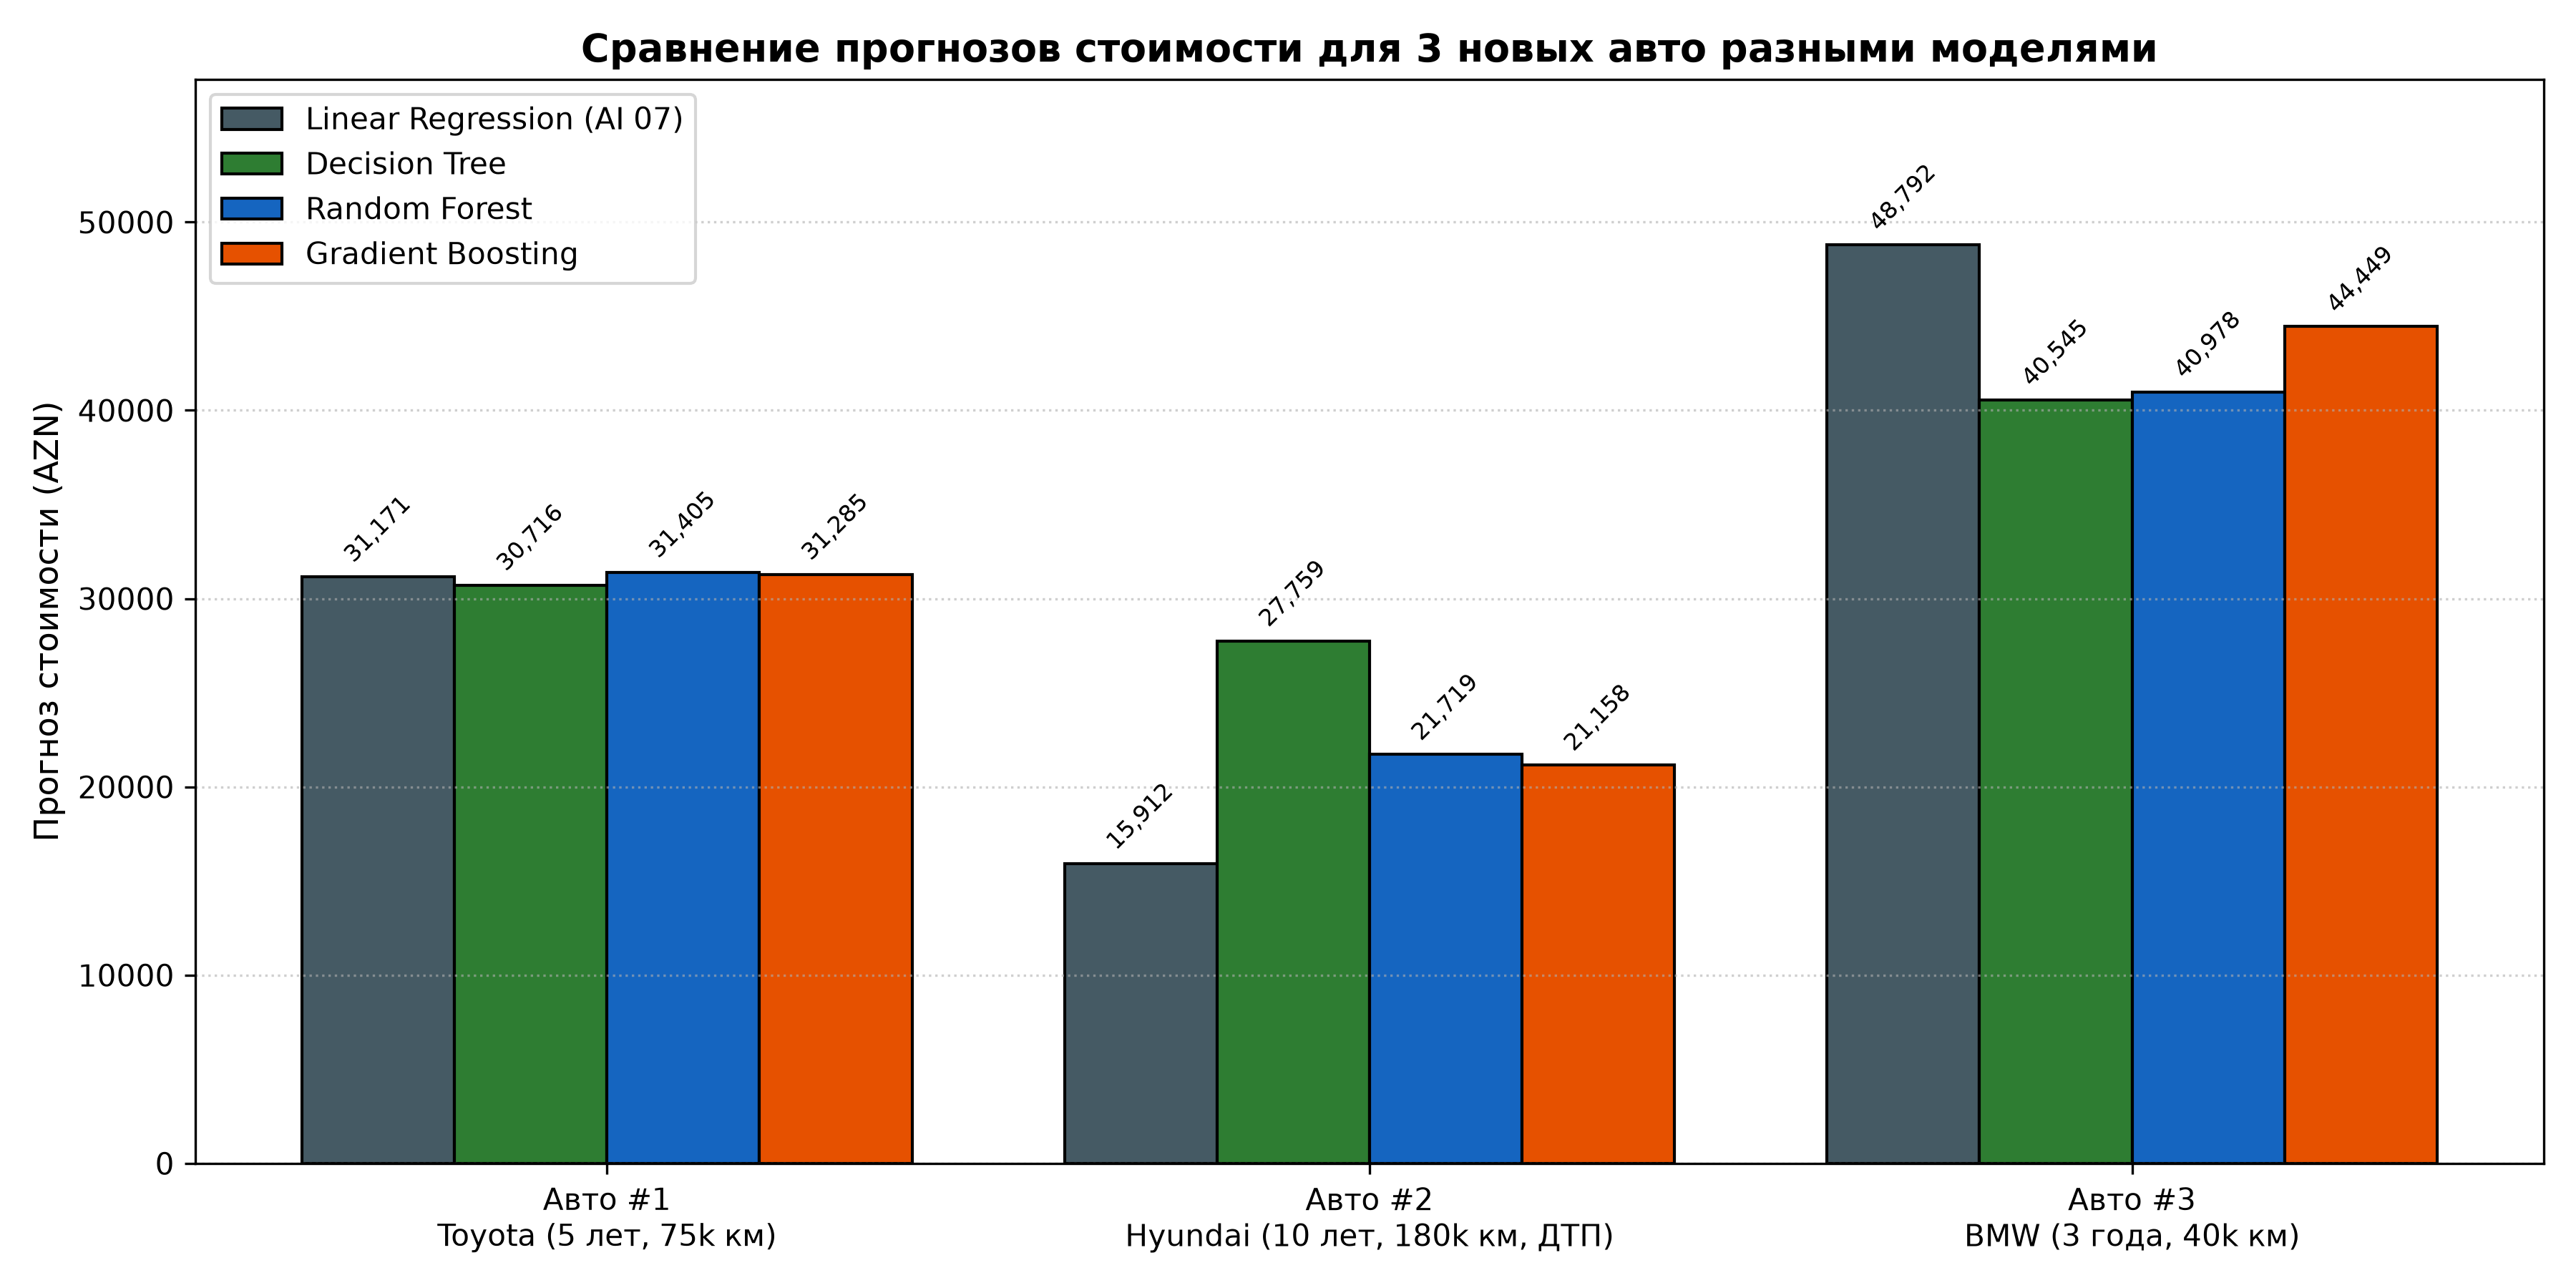 Сравнение прогнозов стоимости для 3 новых авто разными моделями
Linear Regression (AI 07)
Decision Tree
Random Forest
Gradient Boosting
Прогноз стоимости (AZN)
50000
40000
30000
20000
10000
0
31,171
30,716
31,405
31,285
15,912
27,759
21,719
21,158
48,792
40,545
40,978
44,449
Авто #1
Toyota (5 лет, 75k км)
Авто #2
Hyundai (10 лет, 180k км, ДТП)
Авто #3
BMW (3 года, 40k км)